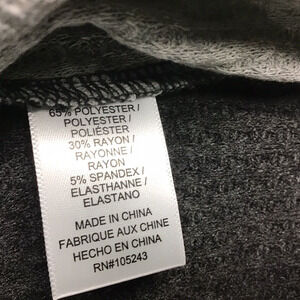 65% POLYESTER /
POLYESTER /
POLIÉSTER
30% RAYON /
RAYONNE /
RAYON
5% SPANDEX /
ELASTHANNE /
ELASTANO
MADE IN CHINA
FABRIQUE AUX CHINE
HECHO EN CHINA
RN#105243